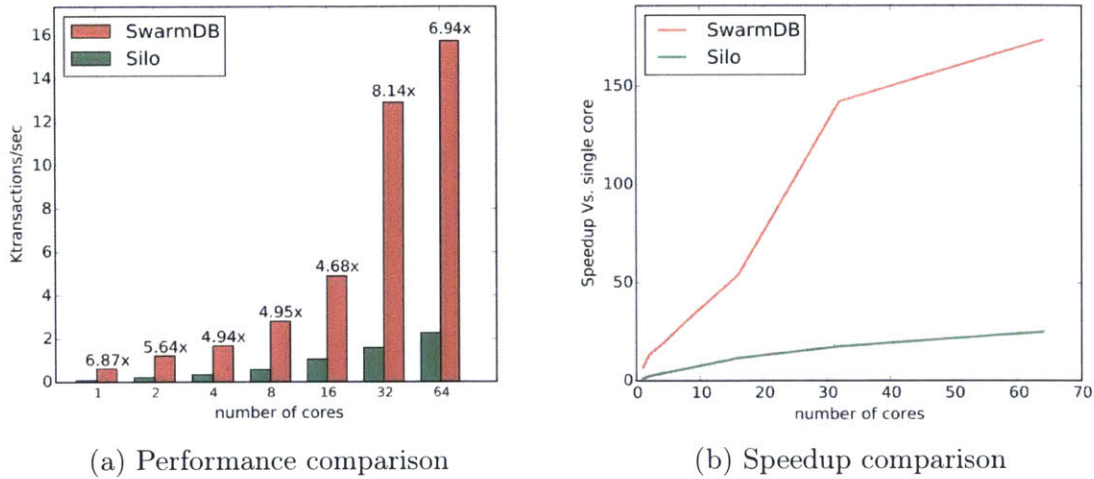 SwarmDB
Silo
16
14
12
10
8
6
4
2
0
Ktransactions/sec
6.87x
5.64x
4.94x
4.95x
4.68x
8.14x
6.94x
1 2 4 8 16 32 64
number of cores
(a) Performance comparison
SwarmDB
Silo
150
100
50
0
Speedup Vs. single core
0 10 20 30 40 50 60 70
number of cores
(b) Speedup comparison